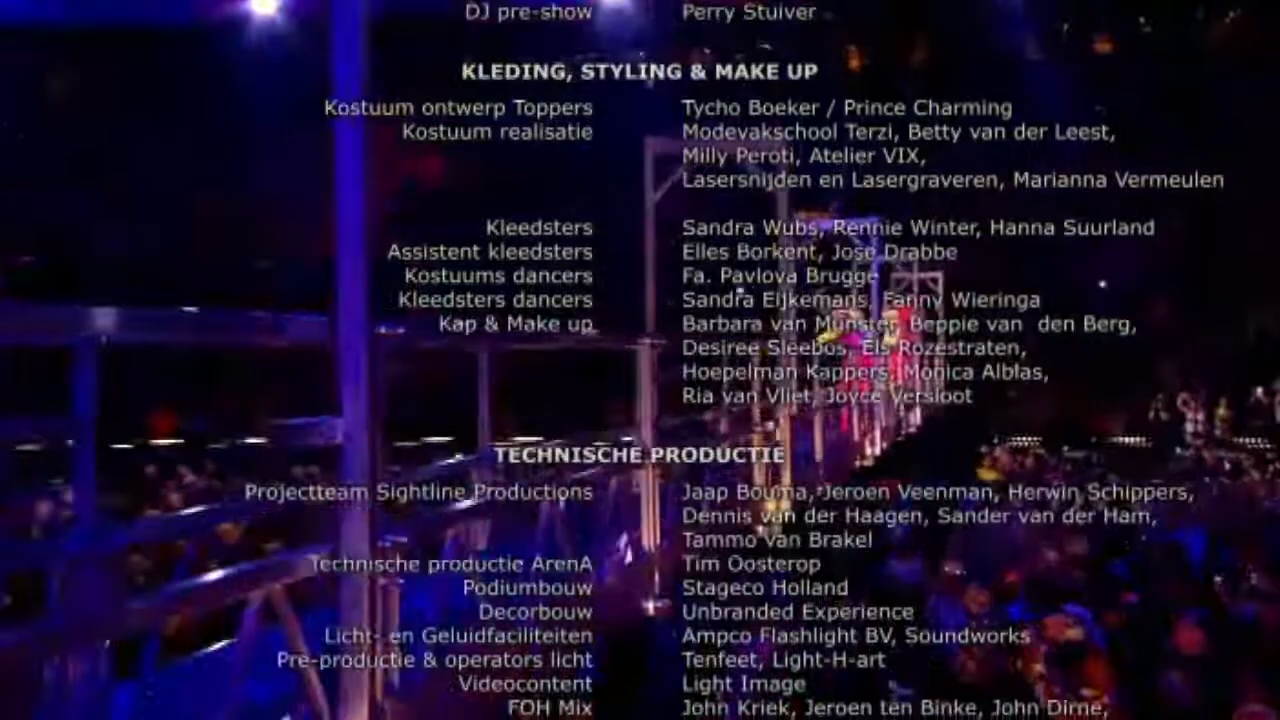 DJ pre-show Perry Stuiver
KLEDING, STYLING & MAKE UP
Kostuum ontwerp Toppers Tycho Boeker / Prince Charming
Kostuum realisatie Modevakschool Terzi, Betty van der Leest,
Milly Peroti, Atelier VIX,
Lasersnijden en Lasergraveren, Marianna Vermeulen
Kleedsters Sandra Wubs, Rennie Winter, Hanna Suurland
Assistent kleedsters Elles Borkent, José Drabbe
Kostuums dancers Fa. Pavlova Brugge
Kleedsters dancers Sandra Eijkemans, Fanny Wieringa
Kap & Make up Barbara van Munster, Beppie van den Berg,
Desiree Sleebos, Els Rozestraten,
Hoepelman Kappers, Monica Alblas,
Ria van Vliet, Joyce Versloot
TECHNISCHE PRODUCTIE
Projectteam Sightline Productions Jaap Bouma, Jeroen Veenman, Herwin Schippers,
Dennis van der Haagen, Sander van der Ham,
Tammo van Brakel
Technische productie ArenA Tim Oosterop
Podiumbouw Stageco Holland
Decorbouw Unbranded Experience
Licht- en Geluidfaciliteiten Ampco Flashlight BV, Soundworks
Pre-productie & operators licht Tenfeet, Light-H-art
Videocontent Light Image
FOH Mix John Kriek, Jeroen ten Binke, John Dirne,